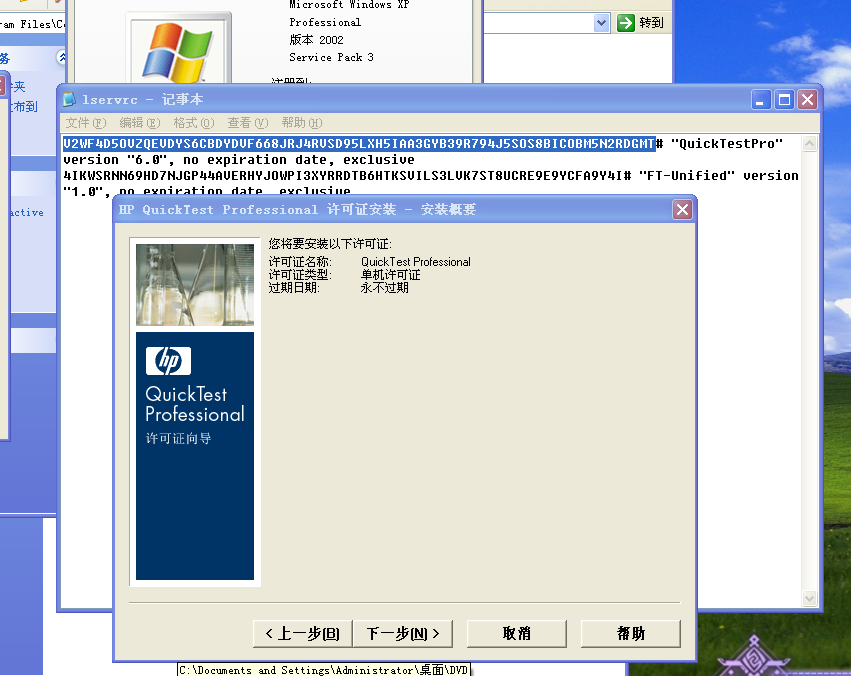 Microsoft Windows XP
Professional
版本 2002
Service Pack 3
注册到:
ram Files\C
转到
务
夹
布到
active
lservrc - 记事本
文件(F) 编辑(E) 格式(O) 查看(V) 帮助(H)
V2WF4D5OVZQEVDYS6CBDYDVF668JRJ4RVSD95LXH5IAA3GYB39R794J5SOS8BICOBM5N2RDGMT# "QuickTestPro"
version "6.0", no expiration date, exclusive
4IKWSRNN69HD7NJGP44AVERHYJOWPI3XYRRDTB6HTKSVILS3LVK7ST8UCRE9E9YCFA9Y4I# "FT-Unified" version
"1.0", no expiration date, exclusive
HP QuickTest Professional 许可证安装 - 安装概要
您将要安装以下许可证:
许可证名称: QuickTest Professional
许可证类型: 单机许可证
过期日期: 永不过期
hp
QuickTest
Professional
许可证向导
< 上一步(B) 下一步(N) > 取消 帮助
C:\Documents and Settings\Administrator\桌面\DVD